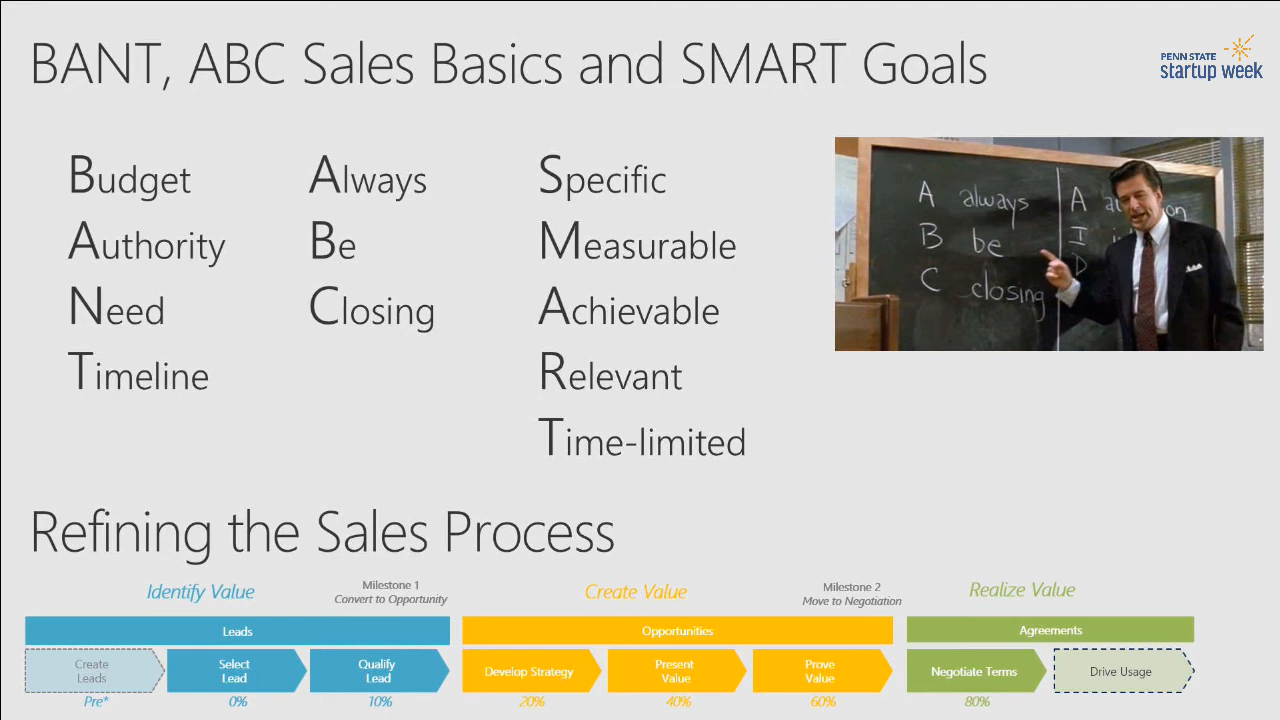 BANT, ABC Sales Basics and SMART Goals
PENN STATE
startup week
Budget
Authority
Need
Timeline
Always
Be
Closing
Specific
Measurable
Achievable
Relevant
Time-limited
A always
B be
C closing
A
I
D
Refining the Sales Process
Identify Value
Milestone 1
Convert to Opportunity
Create Value
Milestone 2
Move to Negotiation
Realize Value
Leads
Opportunities
Agreements
Create
Leads
Select
Lead
Qualify
Lead
Develop Strategy
Present
Value
Prove
Value
Negotiate Terms
Drive Usage
Pre*
0%
10%
20%
40%
60%
80%